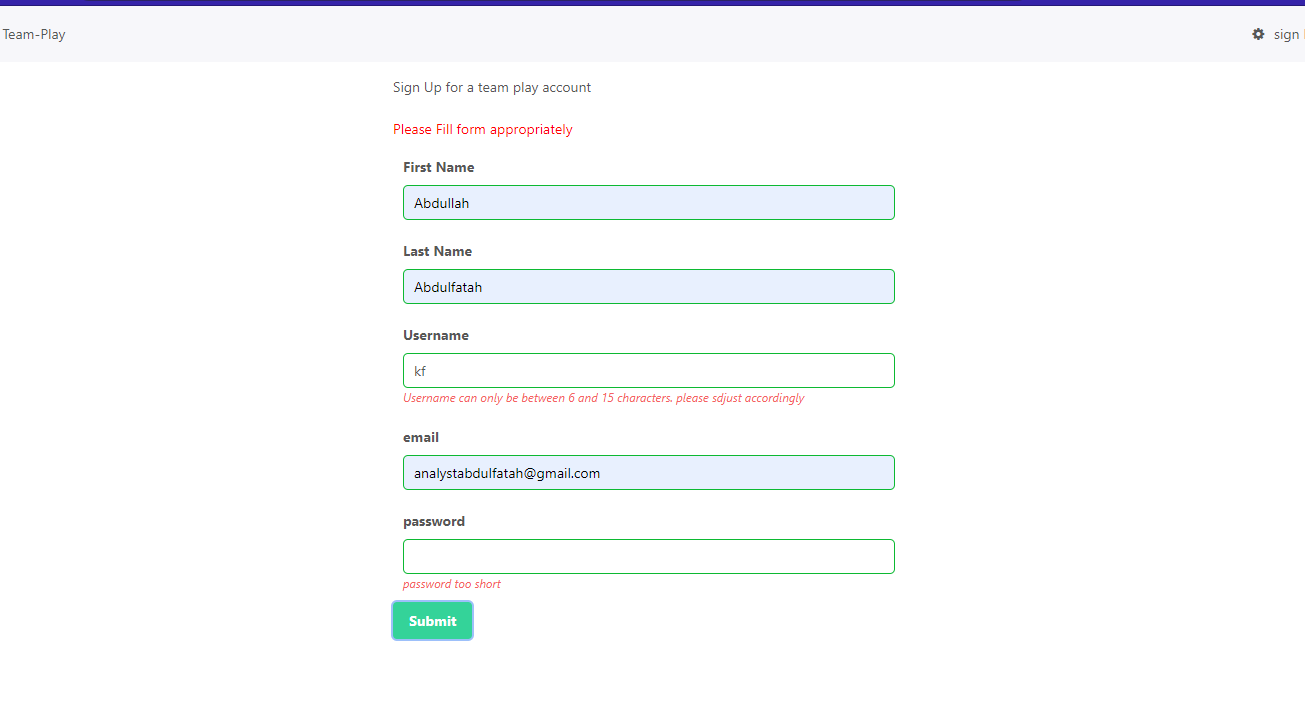 Team-Play
sign
Sign Up for a team play account
Please Fill form appropriately
First Name
Abdullah
Last Name
Abdulfatah
Username
kf
Username can only be between 6 and 15 characters. please sdjust accordingly
email
analystabdulfatah@gmail.com
password
password too short
Submit